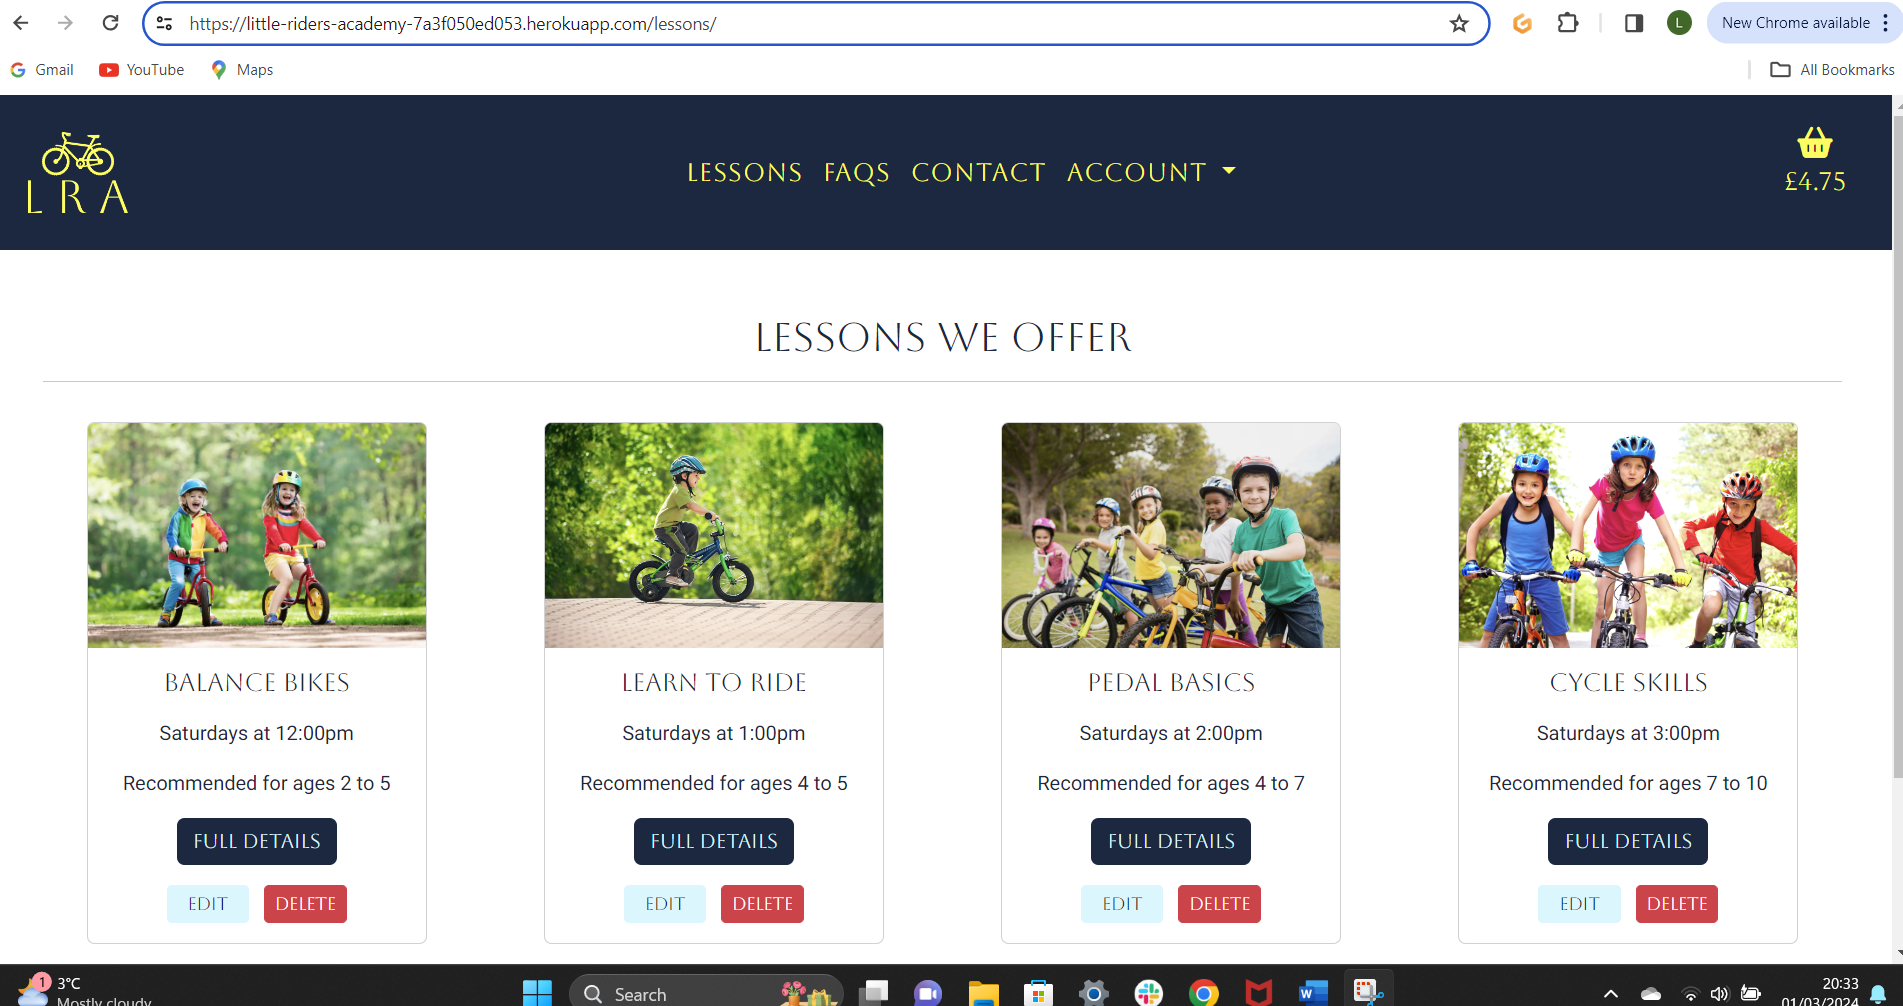 https://little-riders-academy-7a3f050ed053.herokuapp.com/lessons/
L
New Chrome available
Gmail
YouTube
Maps
All Bookmarks
LRA
LESSONS FAQS CONTACT ACCOUNT
£4.75
LESSONS WE OFFER
BALANCE BIKES
Saturdays at 12:00pm
Recommended for ages 2 to 5
FULL DETAILS
EDIT DELETE
LEARN TO RIDE
Saturdays at 1:00pm
Recommended for ages 4 to 5
FULL DETAILS
EDIT DELETE
PEDAL BASICS
Saturdays at 2:00pm
Recommended for ages 4 to 7
FULL DETAILS
EDIT DELETE
CYCLE SKILLS
Saturdays at 3:00pm
Recommended for ages 7 to 10
FULL DETAILS
EDIT DELETE
1
3°C
Mostly cloudy
Search
W
20:33
01/03/2024